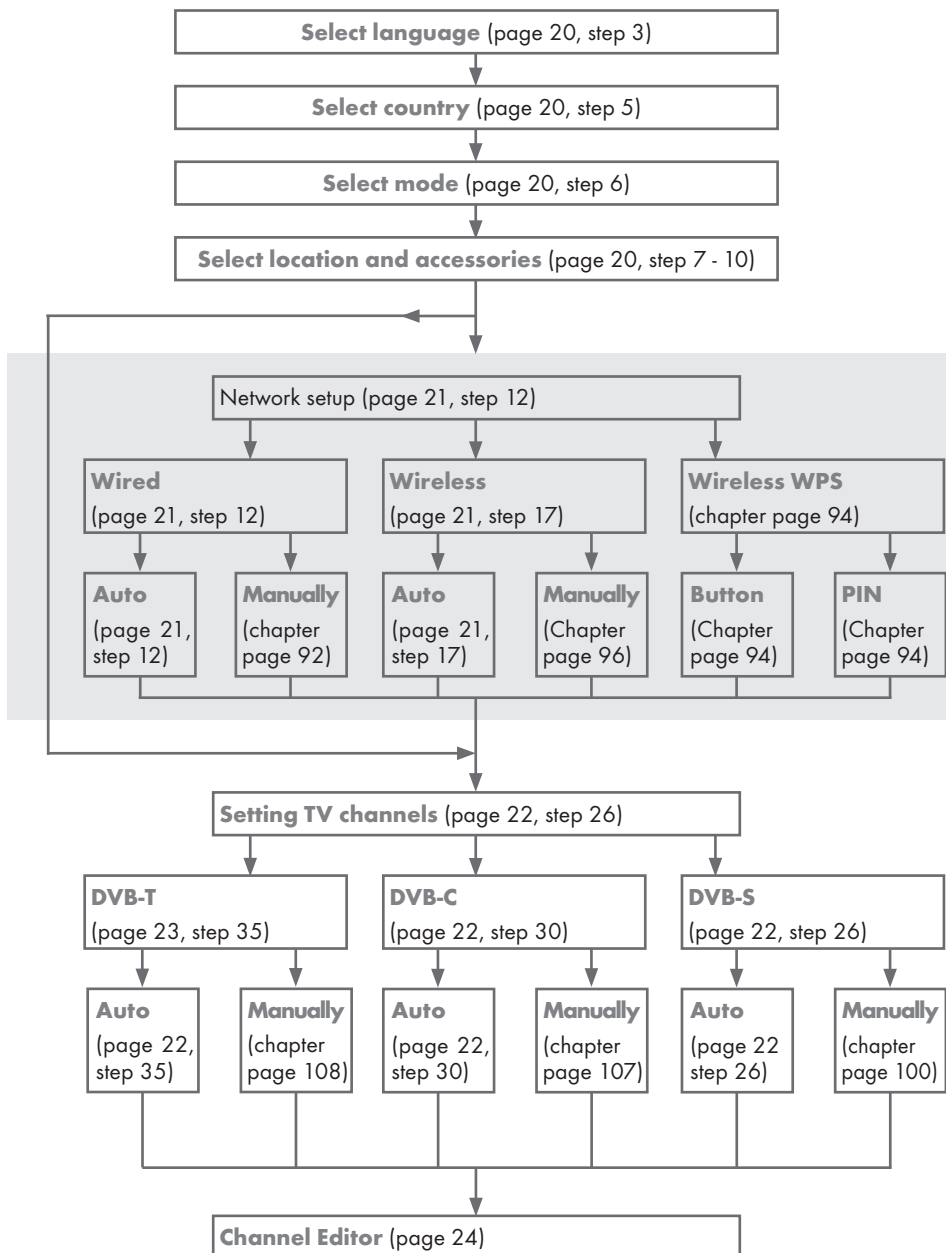 Select language (page 20, step 3)
Select country (page 20, step 5)
Select mode (page 20, step 6)
Select location and accessories (page 20, step 7 - 10)
Network setup (page 21, step 12)
Wired
(page 21, step 12)
Wireless
(page 21, step 17)
Wireless WPS
(chapter page 94)
Auto
(page 21,
step 12)
Manually
(chapter
page 92)
Auto
(page 21,
step 17)
Manually
(Chapter
page 96)
Button
(Chapter
page 94)
PIN
(Chapter
page 94)
Setting TV channels (page 22, step 26)
DVB-T
(page 23, step 35)
DVB-C
(page 22, step 30)
DVB-S
(page 22, step 26)
Auto
(page 22,
step 35)
Manually
(chapter
page 108)
Auto
(page 22,
step 30)
Manually
(chapter
page 107)
Auto
(page 22
step 26)
Manually
(chapter
page 100)
Channel Editor (page 24)